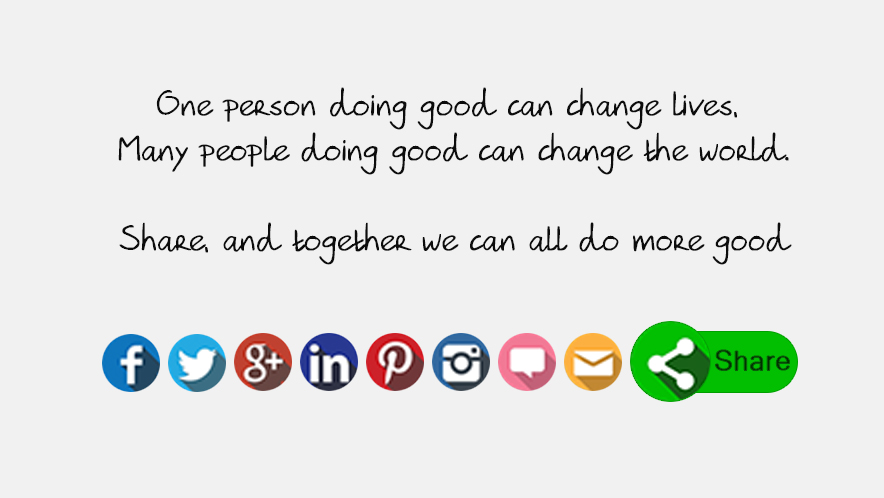 One person doing good can change lives,
Many people doing good can change the world.
Share, and together we can all do more good
f g+ in P Share